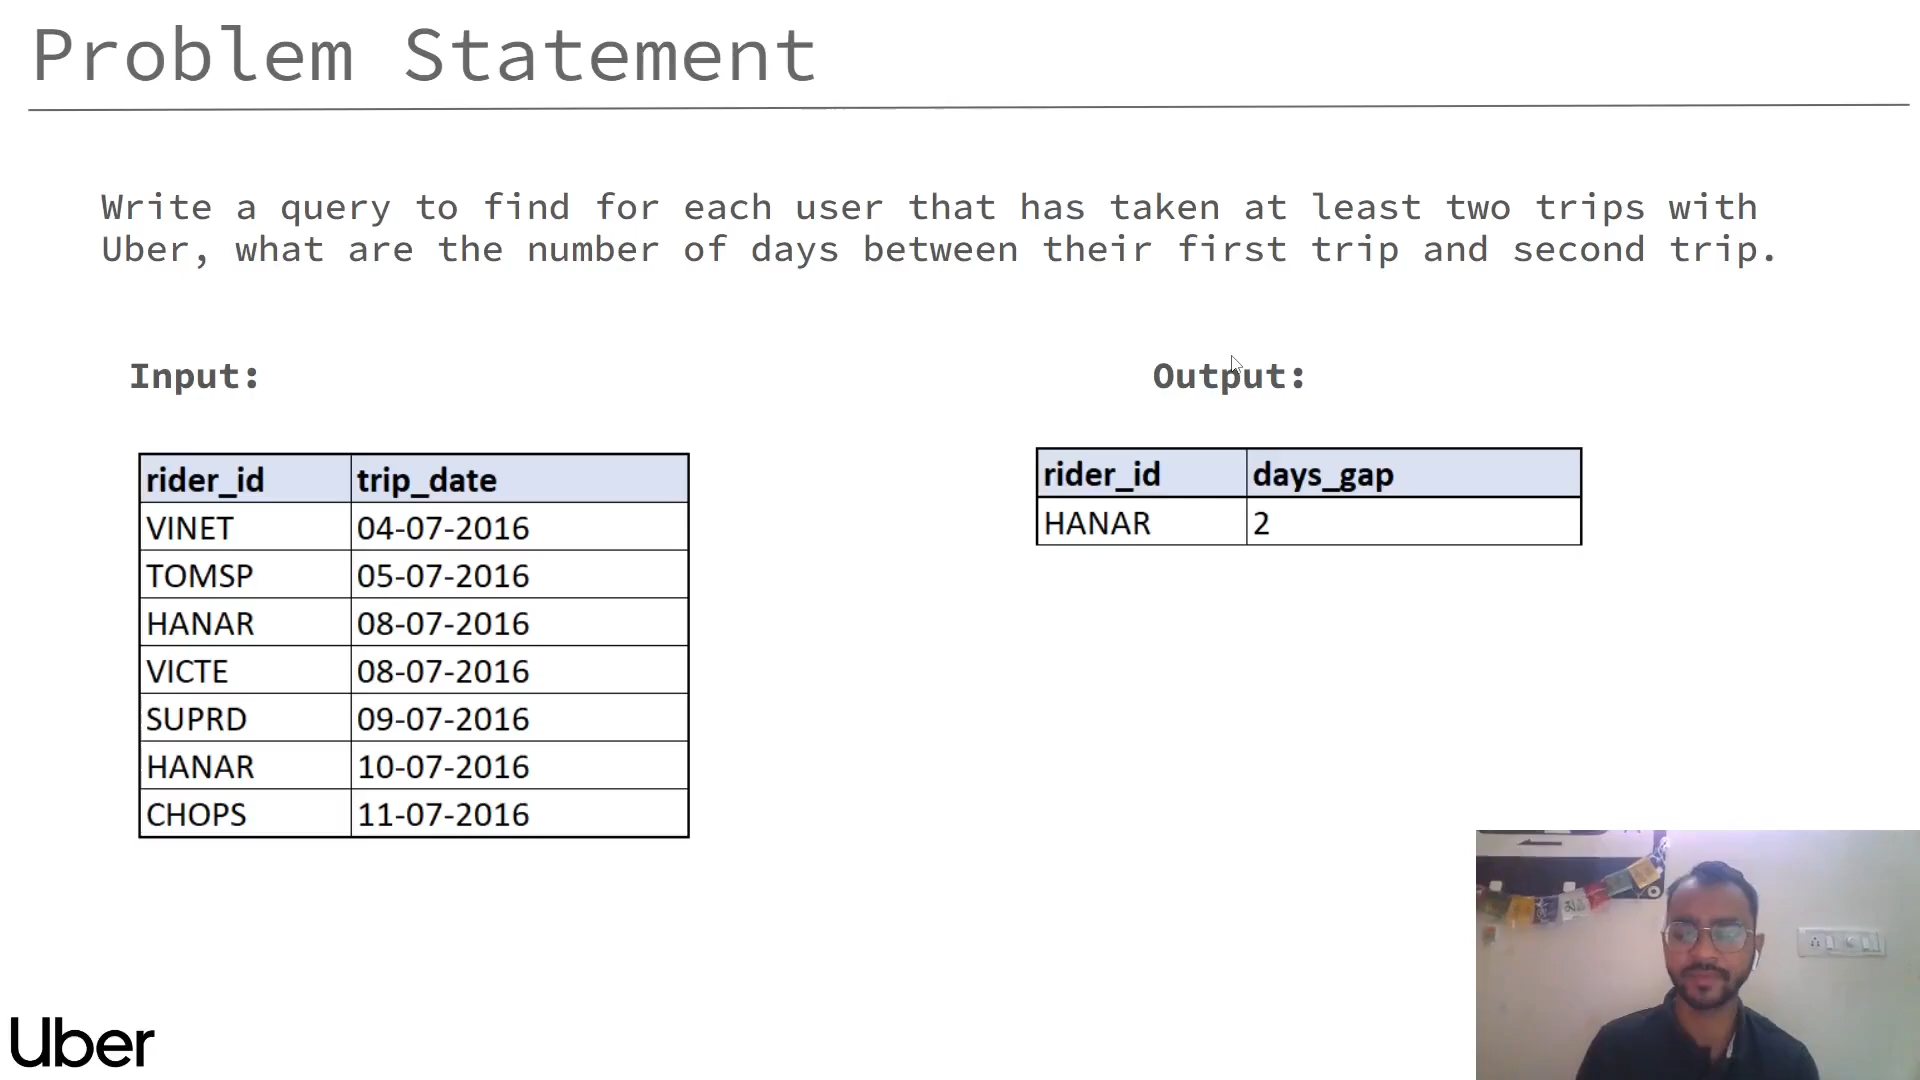 Problem Statement
Write a query to find for each user that has taken at least two trips with
Uber, what are the number of days between their first trip and second trip.
Input:
rider_id trip_date
VINET 04-07-2016
TOMSP 05-07-2016
HANAR 08-07-2016
VICTE 08-07-2016
SUPRD 09-07-2016
HANAR 10-07-2016
CHOPS 11-07-2016
Output:
rider_id days_gap
HANAR 2
Uber